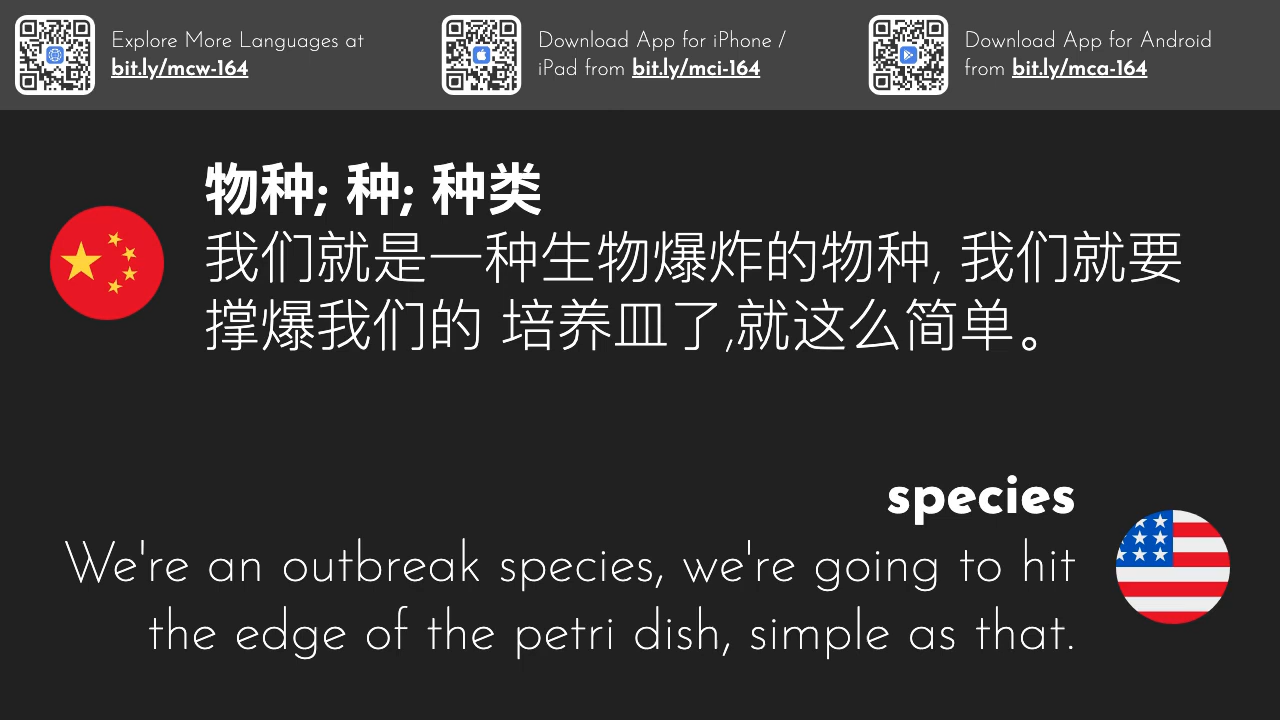 Explore More Languages at
bit.ly/mcw-164
Download App for iPhone /
iPad from bit.ly/mci-164
Download App for Android
from bit.ly/mca-164
物种; 种; 种类
我们就是一种生物爆炸的物种, 我们就要
撑爆我们的 培养皿了,就这么简单。
species
We're an outbreak species, we're going to hit
the edge of the petri dish, simple as that.